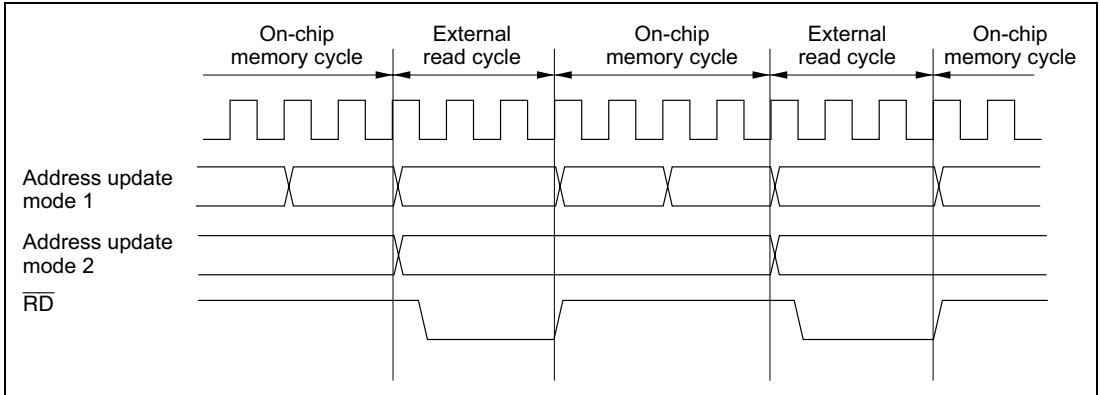 On-chip
memory cycle
External
read cycle
On-chip
memory cycle
External
read cycle
On-chip
memory cycle
Address update
mode 1
Address update
mode 2
R̅D̅